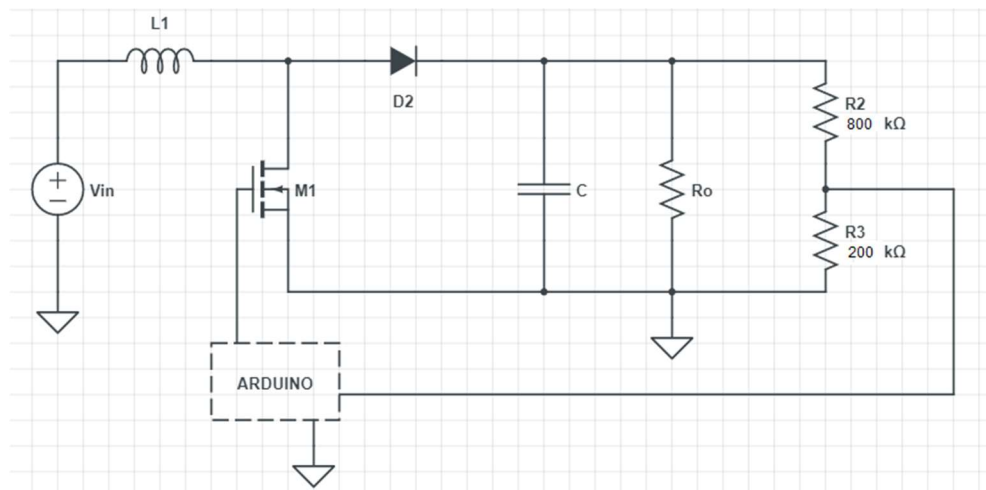 L1
D2
R2
800 kΩ
Vin
M1
C
Ro
R3
200 kΩ
ARDUINO